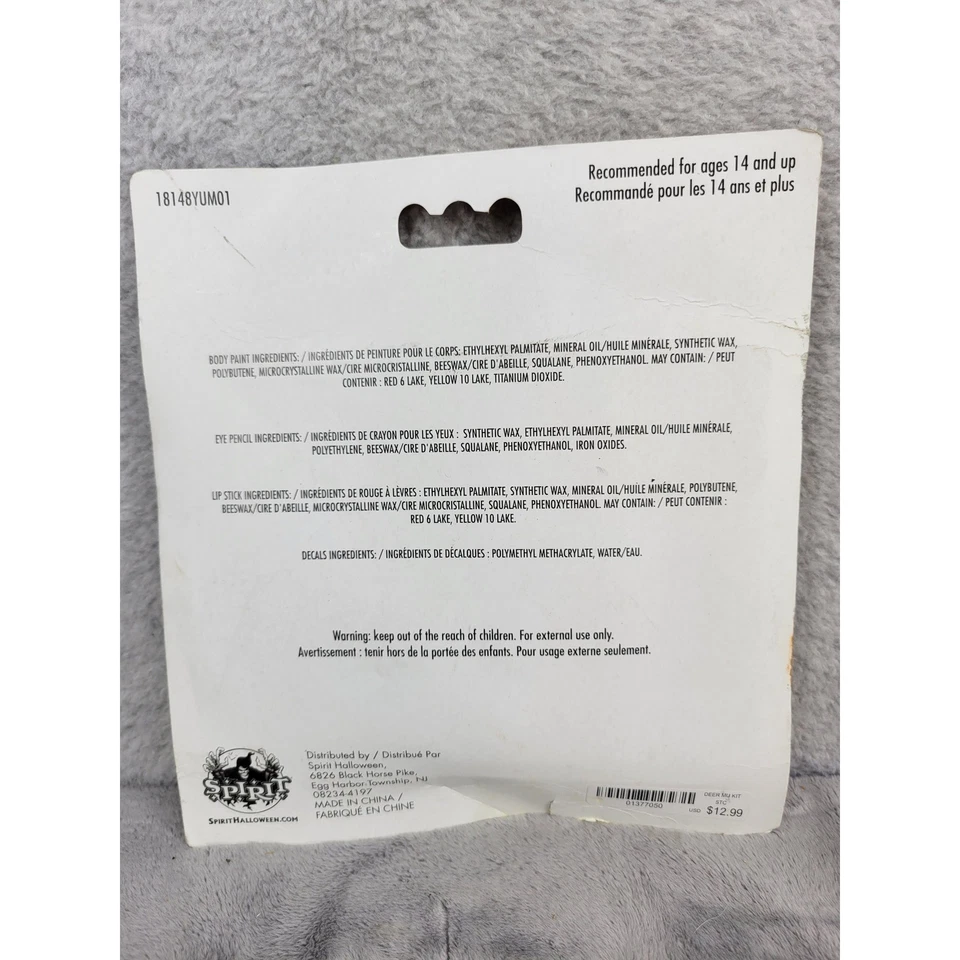 18148YUM01
Recommended for ages 14 and up
Recommandé pour les 14 ans et plus
BODY PAINT INGREDIENTS: / INGRÉDIENTS DE PEINTURE POUR LE CORPS: ETHYLHEXYL PALMITATE, MINERAL OIL/HUILE MINÉRALE, SYNTHETIC WAX,
POLYBUTENE, MICROCRYSTALLINE WAX/CIRE MICROCRISTALLINE, BEESWAX/CIRE D'ABEILLE, SQUALANE, PHENOXYETHANOL. MAY CONTAIN: / PEUT
CONTENIR : RED 6 LAKE, YELLOW 10 LAKE, TITANIUM DIOXIDE.
EYE PENCIL INGREDIENTS: / INGRÉDIENTS DE CRAYON POUR LES YEUX : SYNTHETIC WAX, ETHYLHEXYL PALMITATE, MINERAL OIL/HUILE MINÉRALE,
POLYETHYLENE, BEESWAX/CIRE D'ABEILLE, SQUALANE, PHENOXYETHANOL, IRON OXIDES.
LIP STICK INGREDIENTS: / INGRÉDIENTS DE ROUGE À LÈVRES : ETHYLHEXYL PALMITATE, SYNTHETIC WAX, MINERAL OIL/HUILE MINÉRALE, POLYBUTENE,
BEESWAX/CIRE D'ABEILLE, MICROCRYSTALLINE WAX/CIRE MICROCRISTALLINE, SQUALANE, PHENOXYETHANOL. MAY CONTAIN: / PEUT CONTENIR :
RED 6 LAKE, YELLOW 10 LAKE.
DECALS INGREDIENTS: / INGRÉDIENTS DE DÉCALQUES : POLYMETHYL METHACRYLATE, WATER/EAU.
Warning: keep out of the reach of children. For external use only.
Avertissement : tenir hors de la portée des enfants. Pour usage externe seulement.
SPIRIT
SPIRITHALLOWEEN.COM
Distributed by / Distribué Par
Spirit Halloween,
6826 Black Horse Pike,
Egg Harbor Township, NJ
08234-4197
MADE IN CHINA /
FABRIQUÉ EN CHINE
01377050
DEER MU KIT
STC
USD $12.99